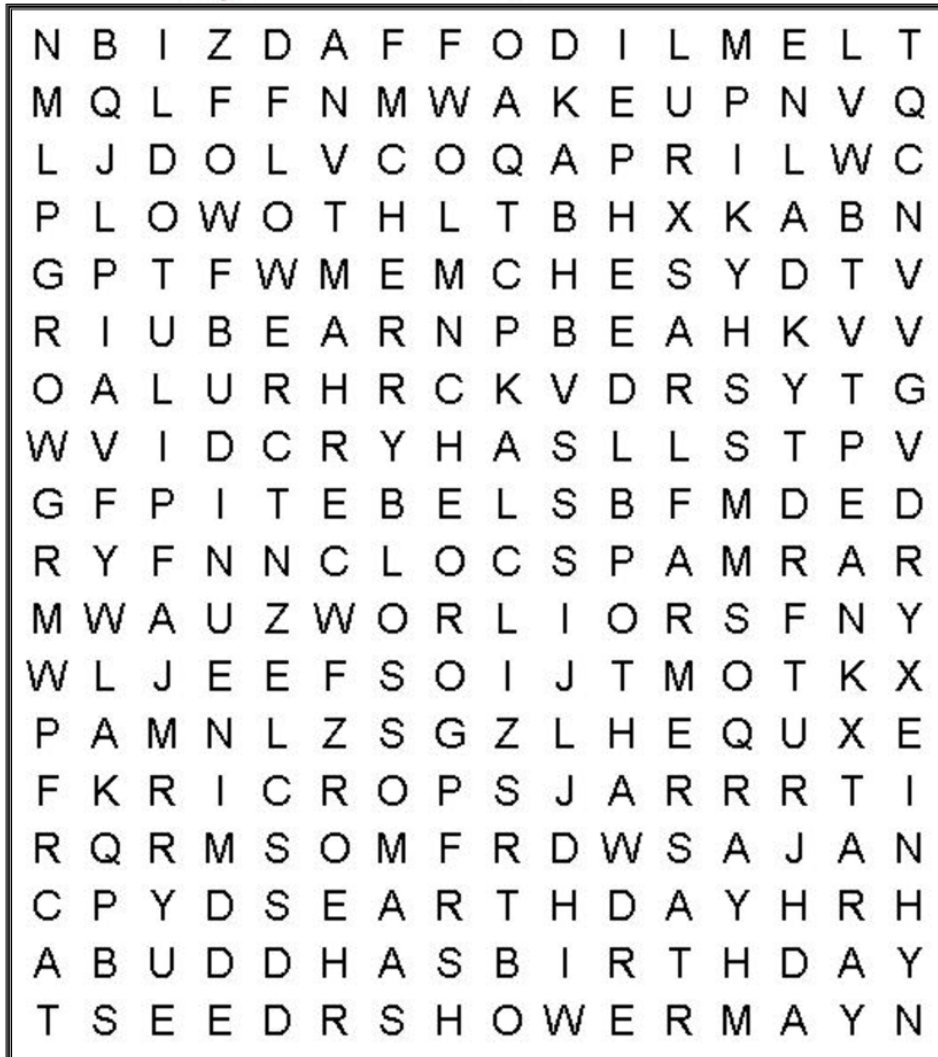 N B I Z D A F F O D I L M E L T
M Q L F F N M W A K E U P N V Q
L J D O L V C O Q A P R I L W C
P L O W O T H L T B H X K A B N
G P T F W M E M C H E S Y D T V
R I U B E A R N P B E A H K V V
O A L U R H R C K V D R S Y T G
W V I D C R Y H A S L L S T P V
G F P I T E B E L S B F M D E D
R Y F N N C L O C S P A M R A R
M W A U Z W O R L I O R S F N Y
W L J E E F S O I J T M O T K X
P A M N L Z S G Z L H E Q U X E
F K R I C R O P S J A R R R T I
R Q R M S O M F R D W S A J A N
C P Y D S E A R T H D A Y H R H
A B U D D H A S B I R T H D A Y
T S E E D R S H O W E R M A Y N